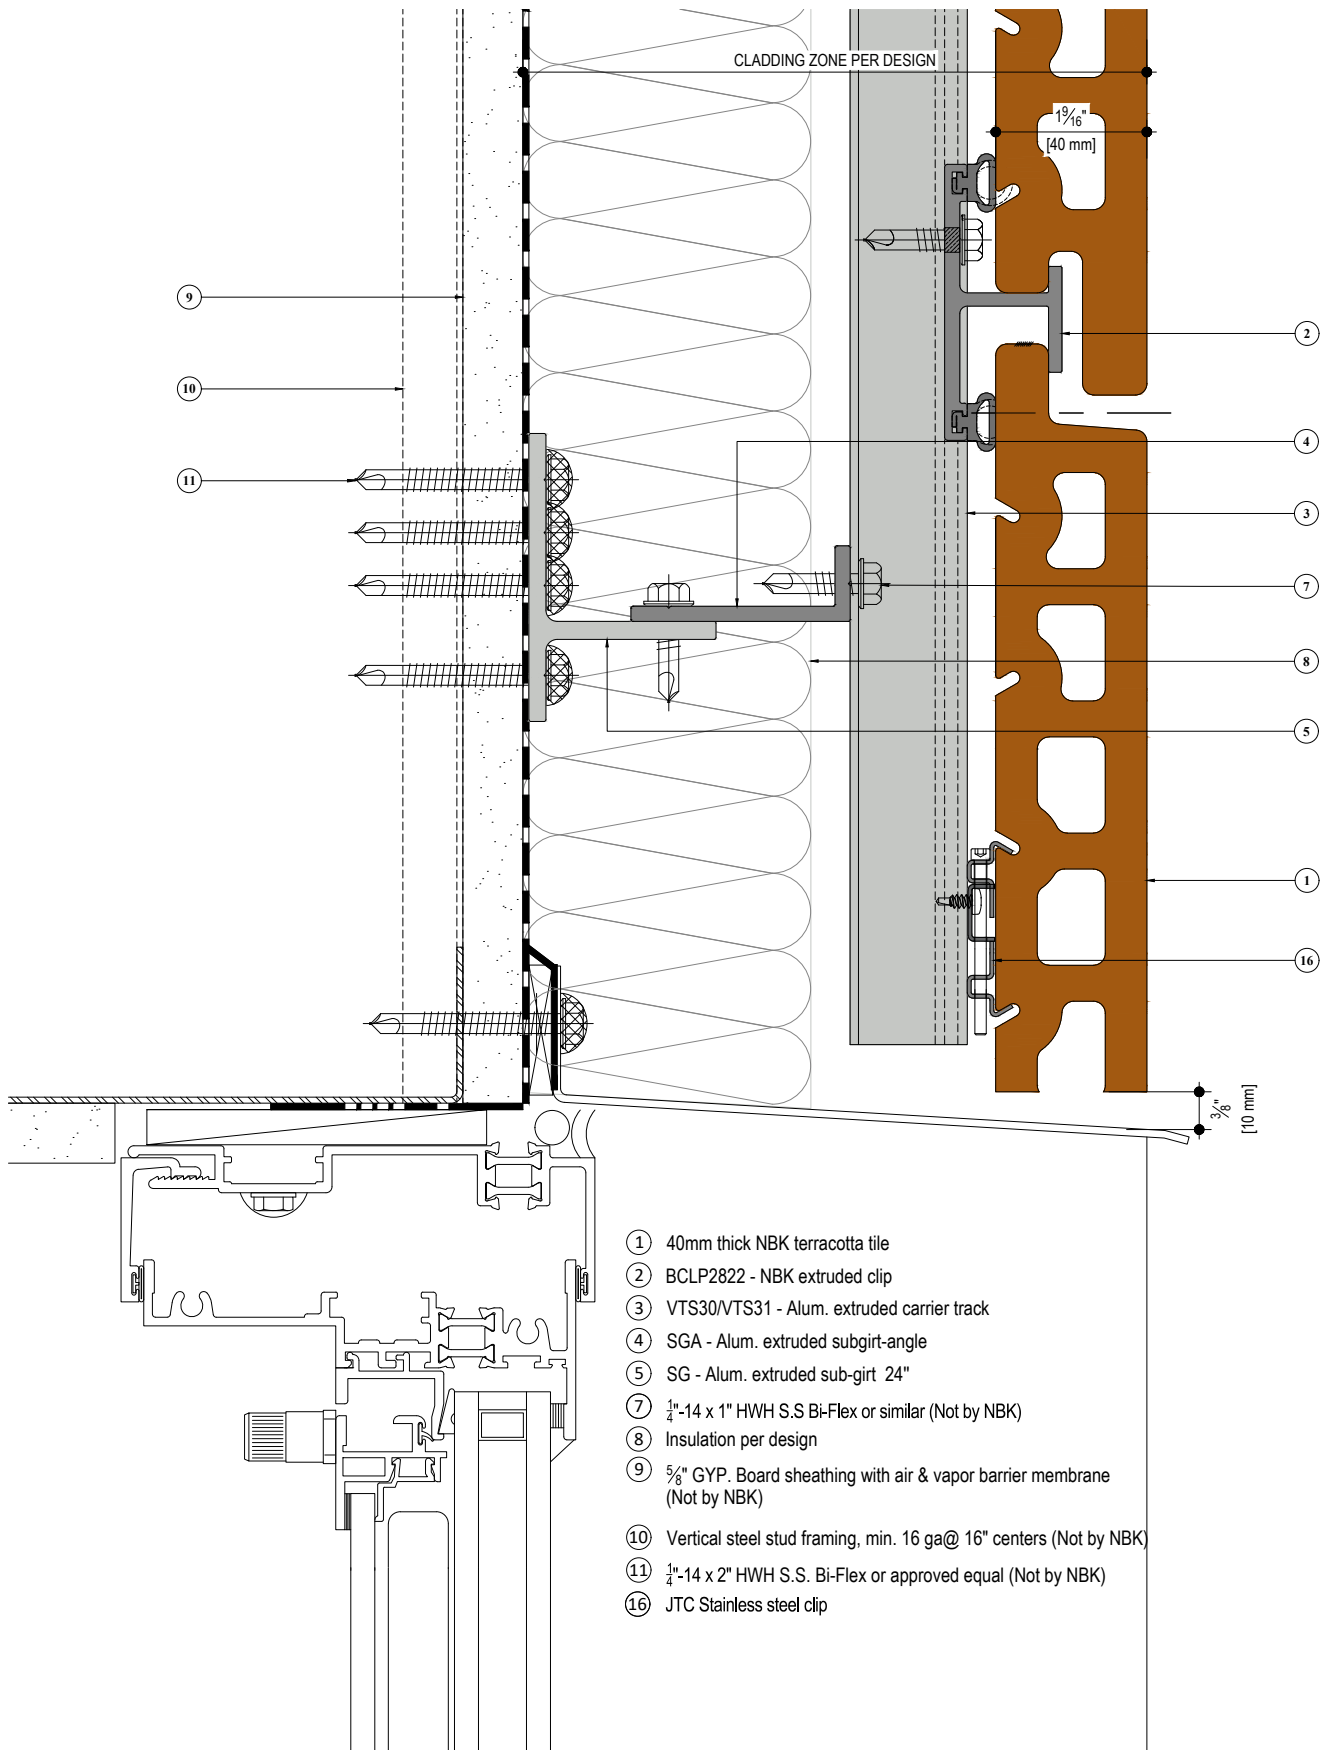 CLADDING ZONE PER DESIGN
1 9/16"
[40 mm]
9
2
10
4
11
3
7
8
5
1
16
3/8"
[10 mm]
1 40mm thick NBK terracotta tile
2 BCLP2822 - NBK extruded clip
3 VTS30/VTS31 - Alum. extruded carrier track
4 SGA - Alum. extruded subgirt-angle
5 SG - Alum. extruded sub-girt 24"
7 1/4"-14 x 1" HWH S.S Bi-Flex or similar (Not by NBK)
8 Insulation per design
9 5/8" GYP. Board sheathing with air & vapor barrier membrane
(Not by NBK)
10 Vertical steel stud framing, min. 16 ga@ 16" centers (Not by NBK)
11 1/4"-14 x 2" HWH S.S. Bi-Flex or approved equal (Not by NBK)
16 JTC Stainless steel clip